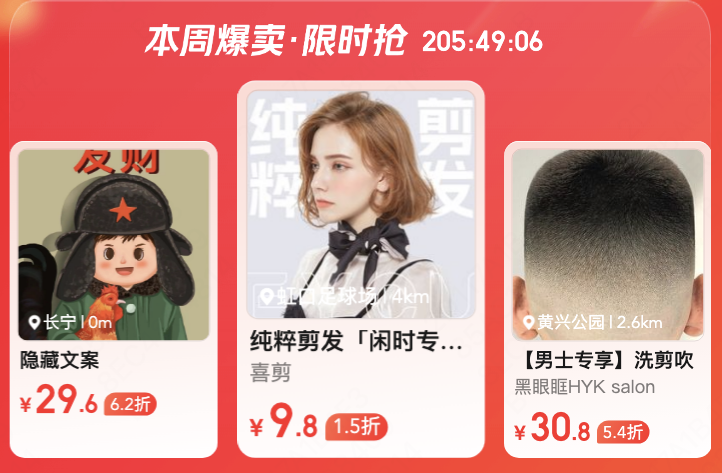 本周爆卖·限时抢 205:49:06
发财
长宁 | 0m
隐藏文案
¥29.6 6.2折
纯粹 剪发
虹口足球场 | 4km
纯粹剪发「闲时专...
喜剪
¥9.8 1.5折
黄兴公园 | 2.6km
【男士专享】洗剪吹
黑眼眶HYK salon
¥30.8 5.4折